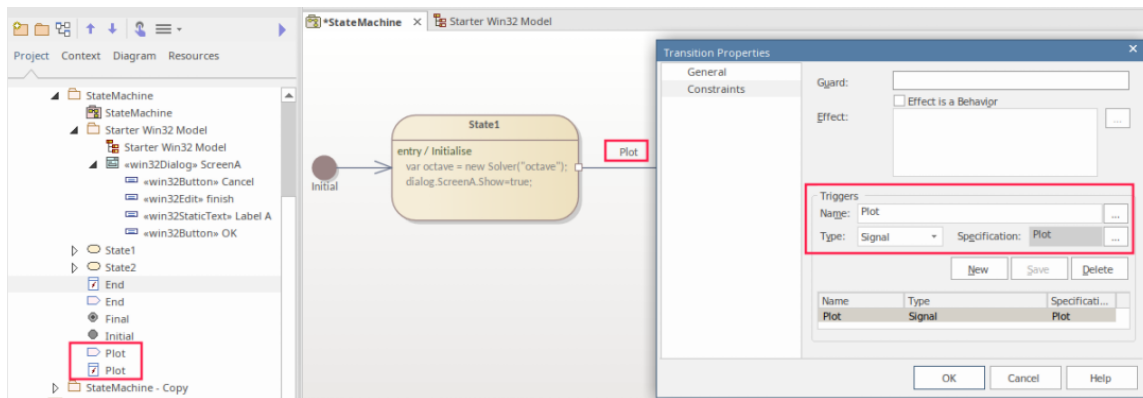 *StateMachine ×
Starter Win32 Model
Project Context Diagram Resources
StateMachine
StateMachine
Starter Win32 Model
Starter Win32 Model
«win32Dialog» ScreenA
«win32Button» Cancel
«win32Edit» finish
«win32StaticText» Label A
«win32Button» OK
State1
State2
End
End
Final
Initial
Plot
Plot
StateMachine - Copy
Initial
State1
entry / Initialise
var octave = new Solver("octave");
dialog.ScreenA.Show=true;
Plot
Transition Properties ×
General
Constraints
Guard:
Effect is a Behavior
Effect:
...
Triggers
Name: Plot ...
Type: Signal Specification: Plot ...
New Save Delete
Name Type Specificati...
Plot Signal Plot
OK Cancel Help